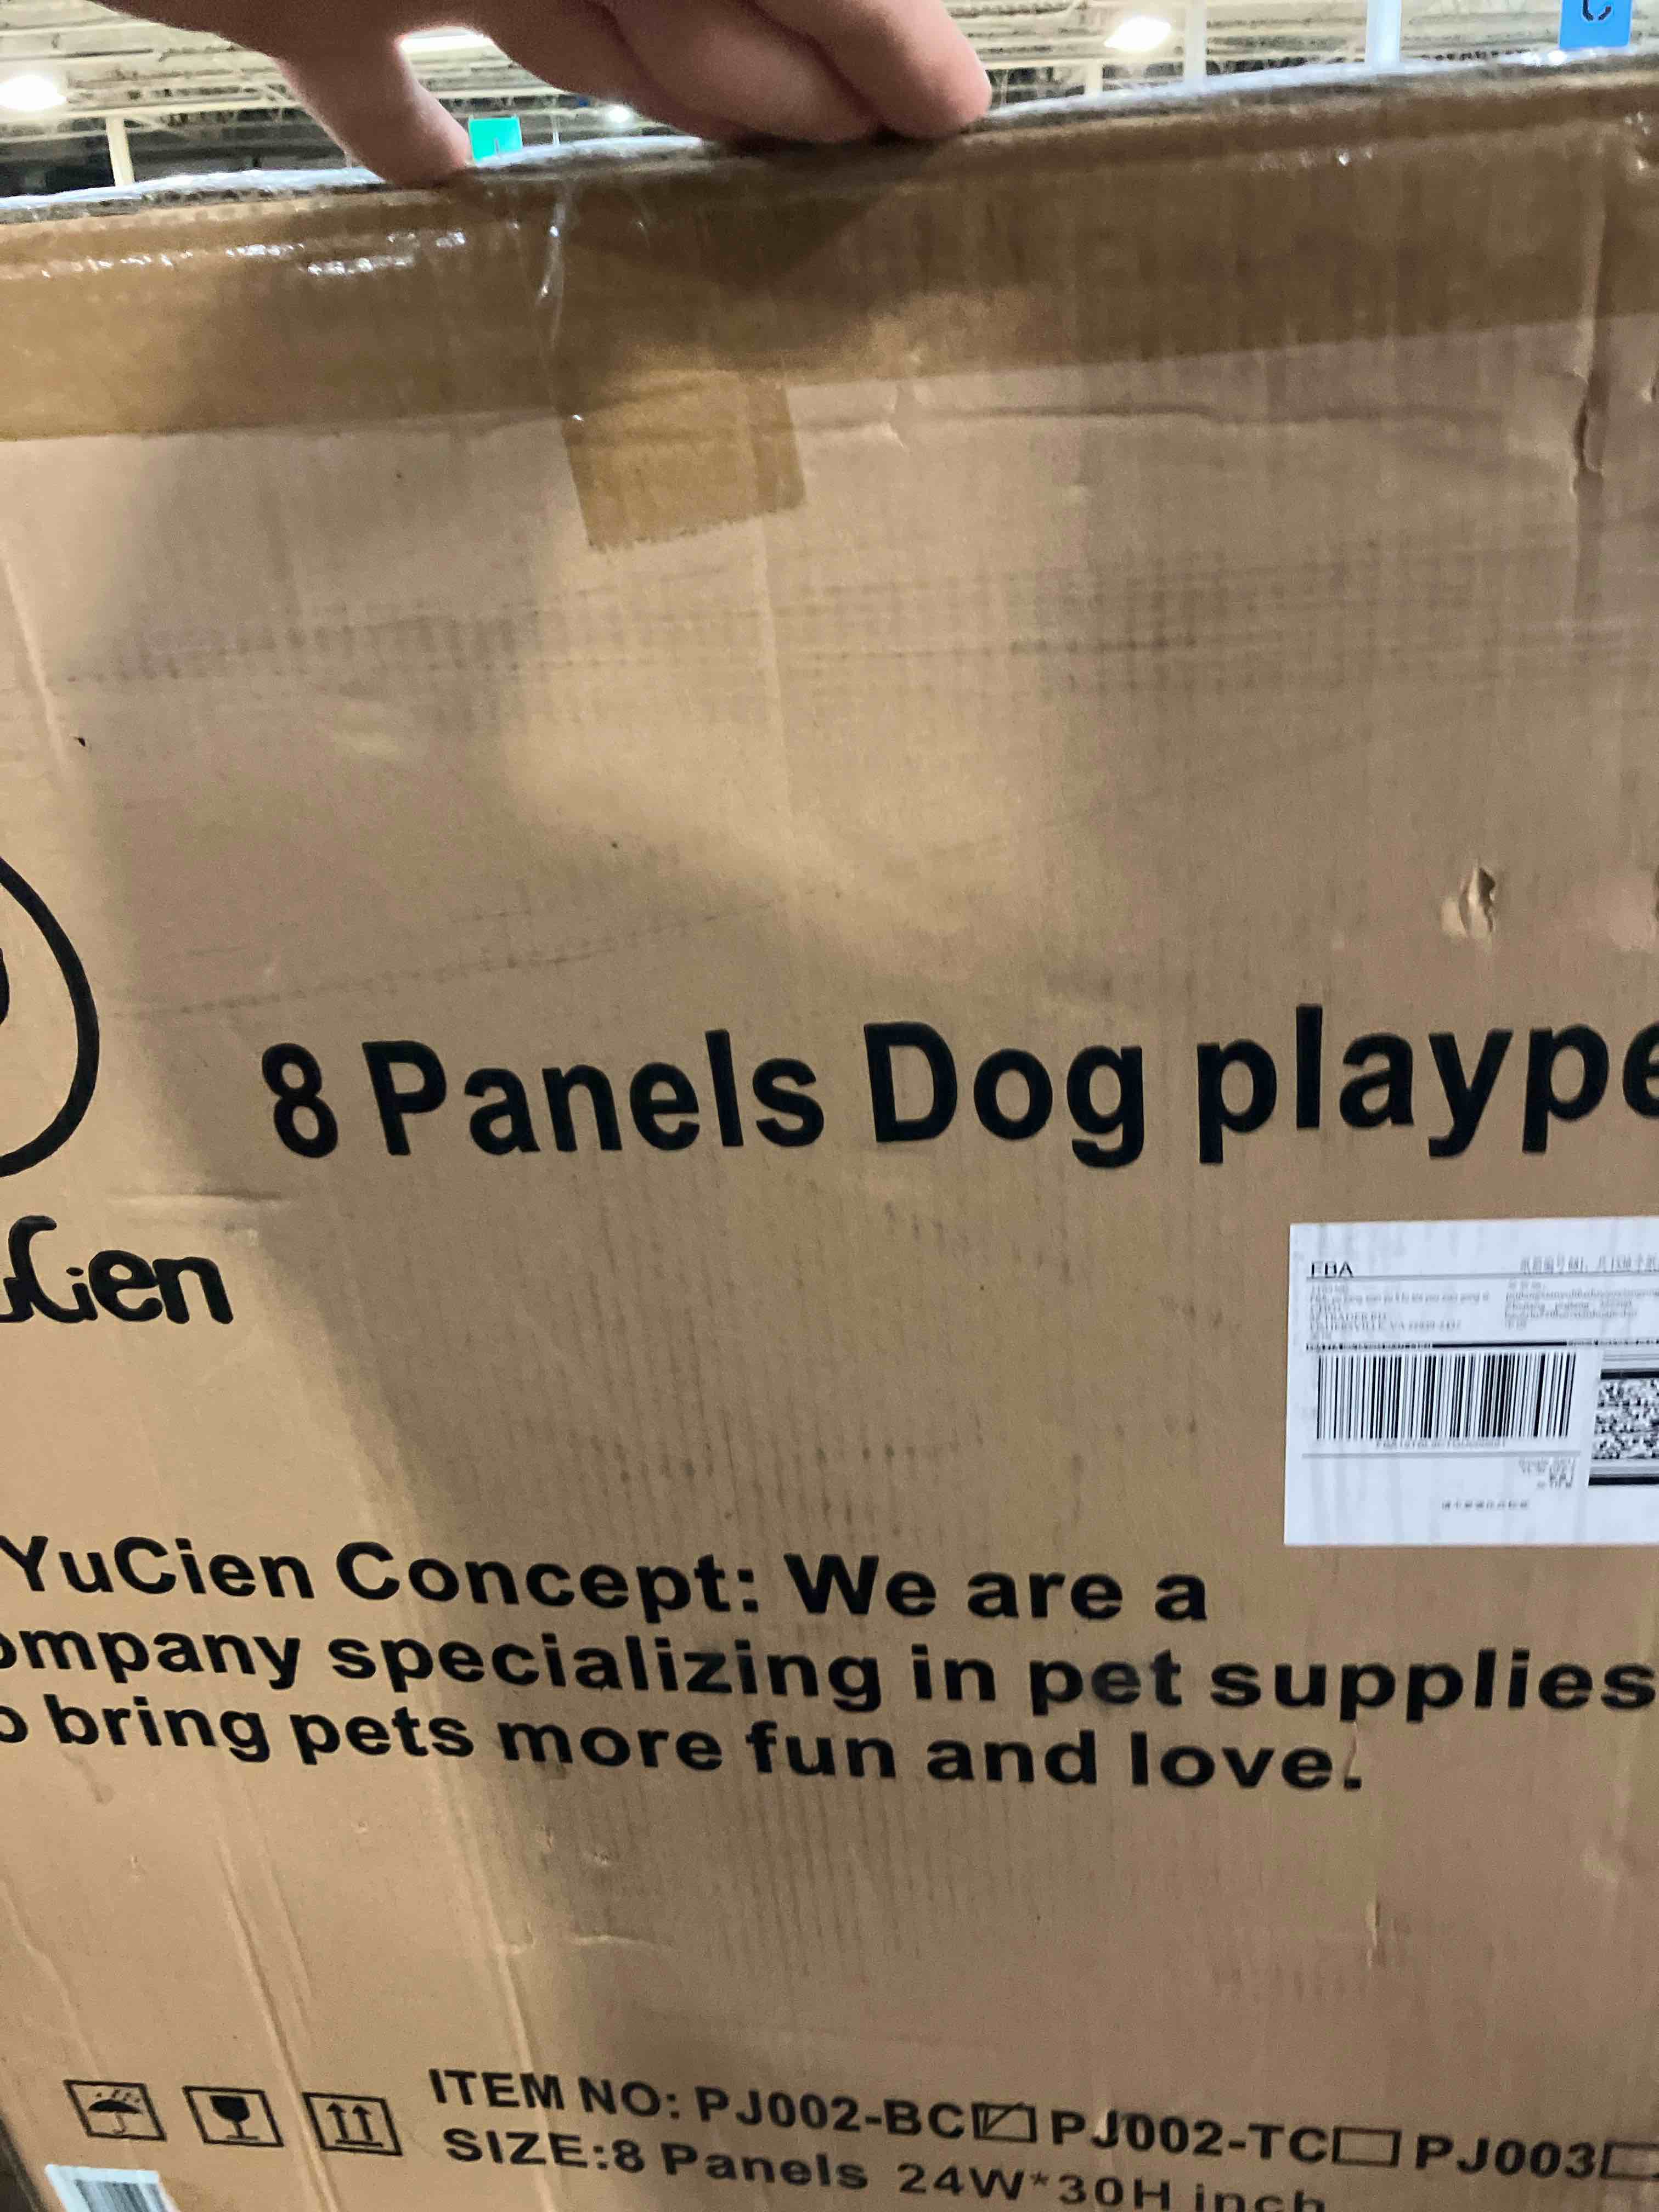 8 Panels Dog plaype
Cien
FBA
YuCien Concept: We are a
ompany specializing in pet supplies
o bring pets more fun and love.
ITEM NO: PJ002-BC☑ PJ002-TC☐ PJ003☐
SIZE:8 Panels 24W*30H inch